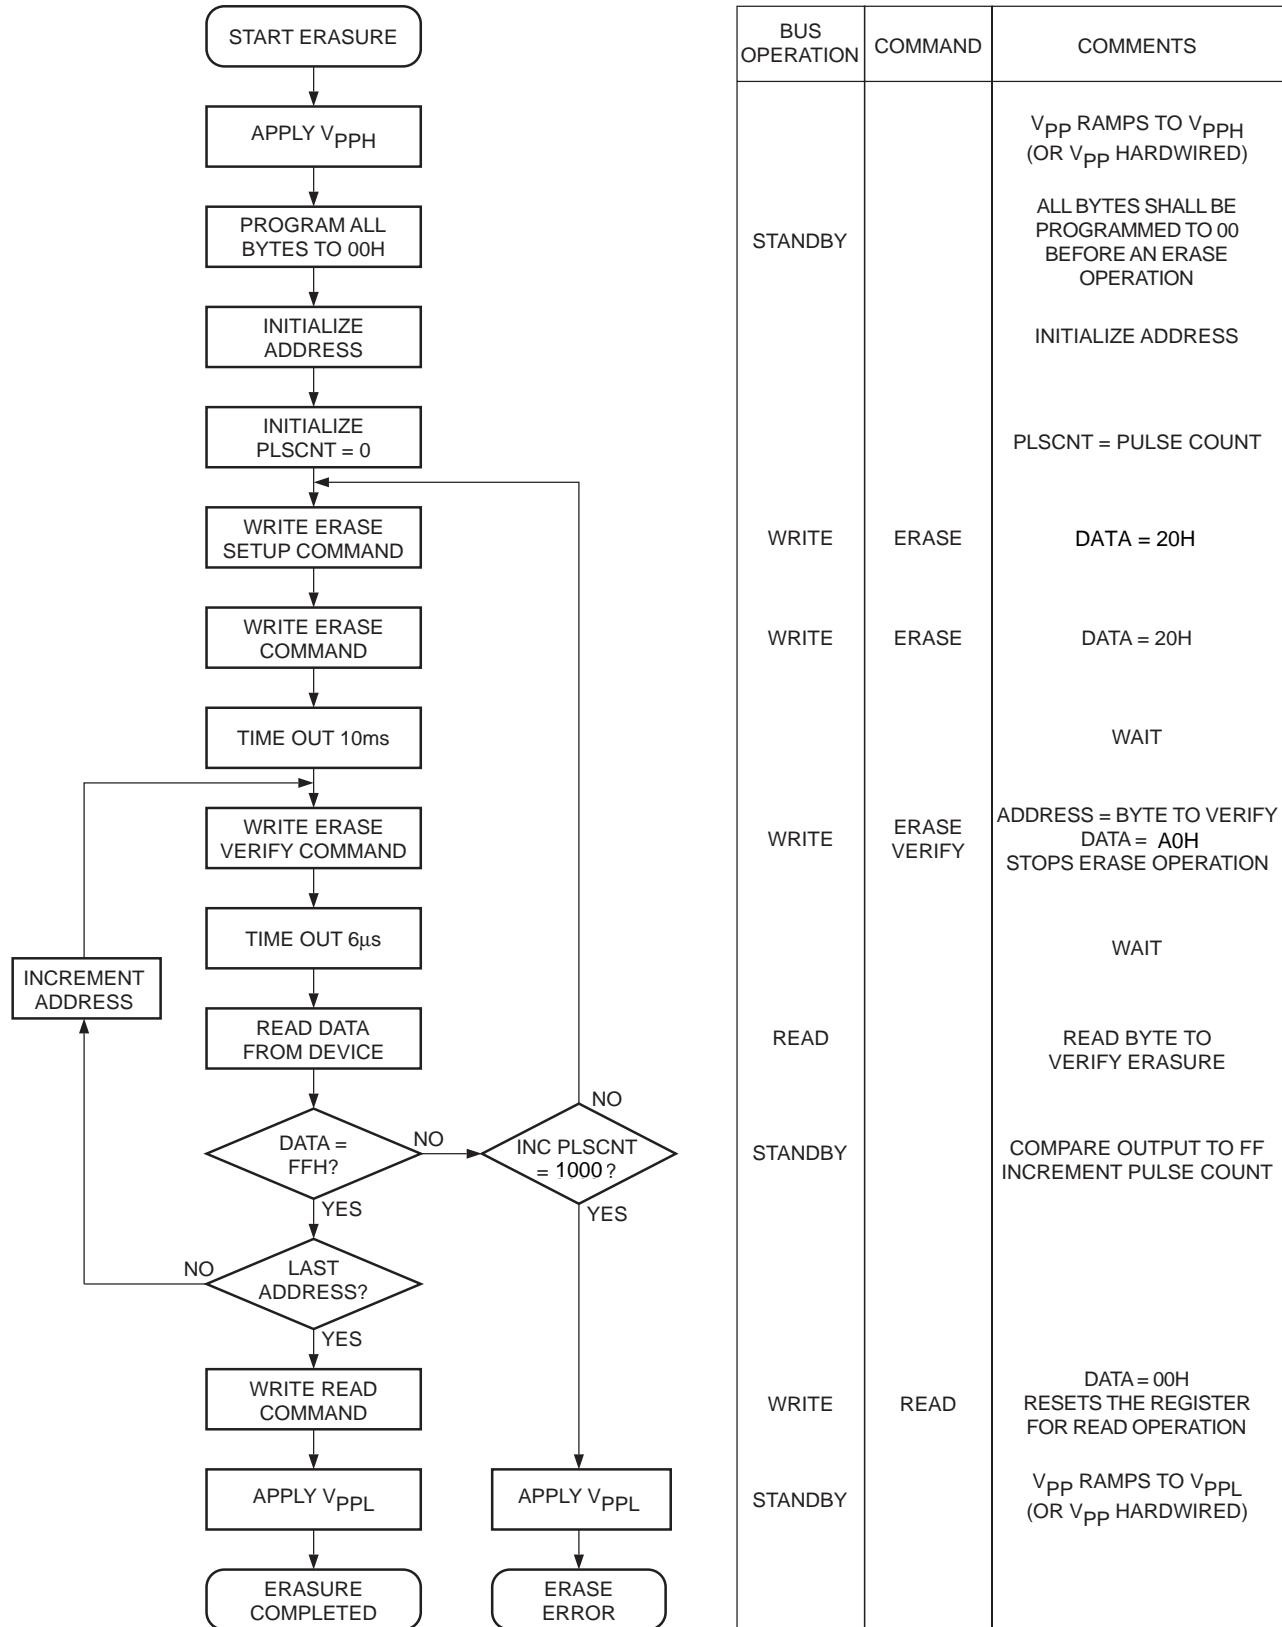 START ERASURE
APPLY VPPH
PROGRAM ALL
BYTES TO 00H
INITIALIZE
ADDRESS
INITIALIZE
PLSCNT = 0
WRITE ERASE
SETUP COMMAND
WRITE ERASE
COMMAND
TIME OUT 10ms
WRITE ERASE
VERIFY COMMAND
TIME OUT 6μs
INCREMENT
ADDRESS
READ DATA
FROM DEVICE
DATA =
FFH?
NO
YES
INC PLSCNT
= 1000 ?
NO
YES
LAST
ADDRESS?
NO
YES
WRITE READ
COMMAND
APPLY VPPL
ERASURE
COMPLETED
APPLY VPPL
ERASE
ERROR
BUS
OPERATION
COMMAND
COMMENTS
VPP RAMPS TO VPPH
(OR VPP HARDWIRED)
STANDBY
ALL BYTES SHALL BE
PROGRAMMED TO 00
BEFORE AN ERASE
OPERATION
INITIALIZE ADDRESS
PLSCNT = PULSE COUNT
WRITE ERASE DATA = 20H
WRITE ERASE DATA = 20H
WAIT
WRITE
ERASE
VERIFY
ADDRESS = BYTE TO VERIFY
DATA = A0H
STOPS ERASE OPERATION
WAIT
READ
READ BYTE TO
VERIFY ERASURE
STANDBY
COMPARE OUTPUT TO FF
INCREMENT PULSE COUNT
WRITE
READ
DATA = 00H
RESETS THE REGISTER
FOR READ OPERATION
STANDBY
VPP RAMPS TO VPPL
(OR VPP HARDWIRED)